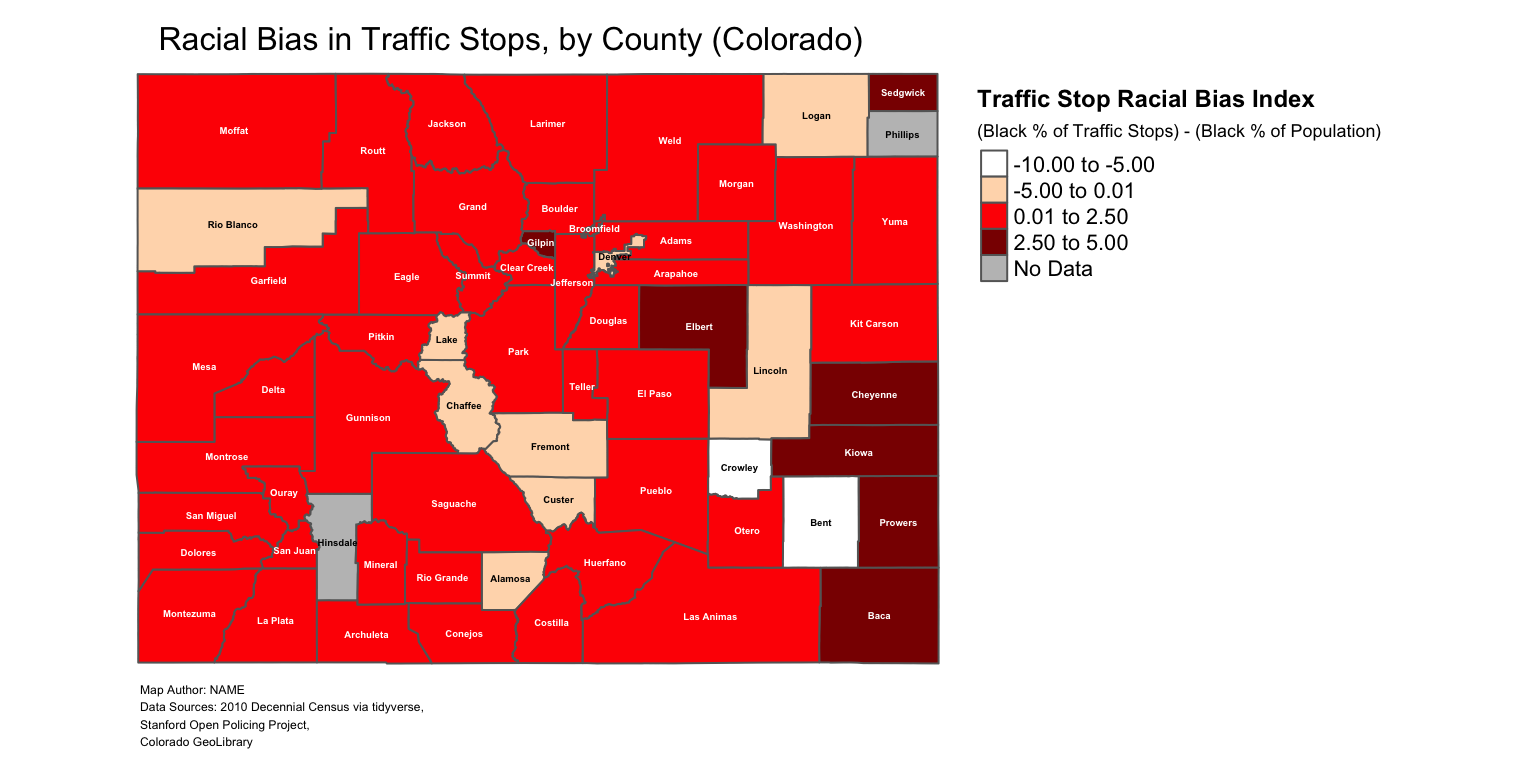 Racial Bias in Traffic Stops, by County (Colorado)
Traffic Stop Racial Bias Index
(Black % of Traffic Stops) - (Black % of Population)
-10.00 to -5.00
-5.00 to 0.01
0.01 to 2.50
2.50 to 5.00
No Data
Sedgwick
Logan
Phillips
Moffat
Jackson
Larimer
Weld
Routt
Morgan
Grand
Boulder
Rio Blanco
Broomfield
Washington
Yuma
Gilpin
Adams
Denver
Clear Creek
Arapahoe
Eagle
Summit
Garfield
Jefferson
Douglas
Elbert
Kit Carson
Pitkin
Lake
Park
Mesa
Lincoln
Delta
Teller
El Paso
Cheyenne
Chaffee
Gunnison
Fremont
Kiowa
Montrose
Crowley
Ouray
Pueblo
Custer
Saguache
San Miguel
Bent
Prowers
Otero
Hinsdale
Dolores
San Juan
Mineral
Huerfano
Rio Grande
Alamosa
Montezuma
La Plata
Las Animas
Baca
Costilla
Archuleta
Conejos
Map Author: NAME
Data Sources: 2010 Decennial Census via tidyverse,
Stanford Open Policing Project,
Colorado GeoLibrary